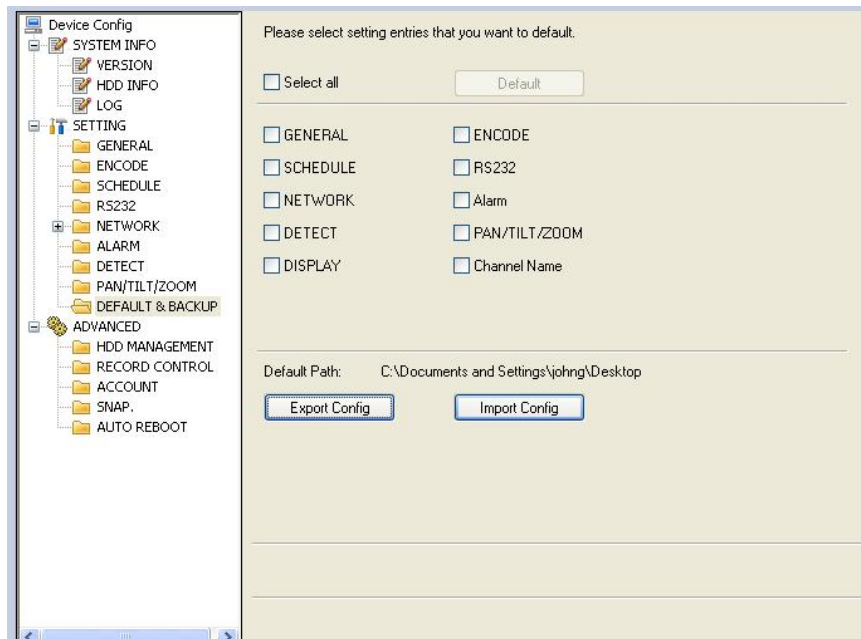 Device Config
SYSTEM INFO
VERSION
HDD INFO
LOG
SETTING
GENERAL
ENCODE
SCHEDULE
RS232
NETWORK
ALARM
DETECT
PAN/TILT/ZOOM
DEFAULT & BACKUP
ADVANCED
HDD MANAGEMENT
RECORD CONTROL
ACCOUNT
SNAP.
AUTO REBOOT
Please select setting entries that you want to default.
Select all Default
GENERAL ENCODE
SCHEDULE RS232
NETWORK Alarm
DETECT PAN/TILT/ZOOM
DISPLAY Channel Name
Default Path: C:\Documents and Settings\johng\Desktop
Export Config Import Config